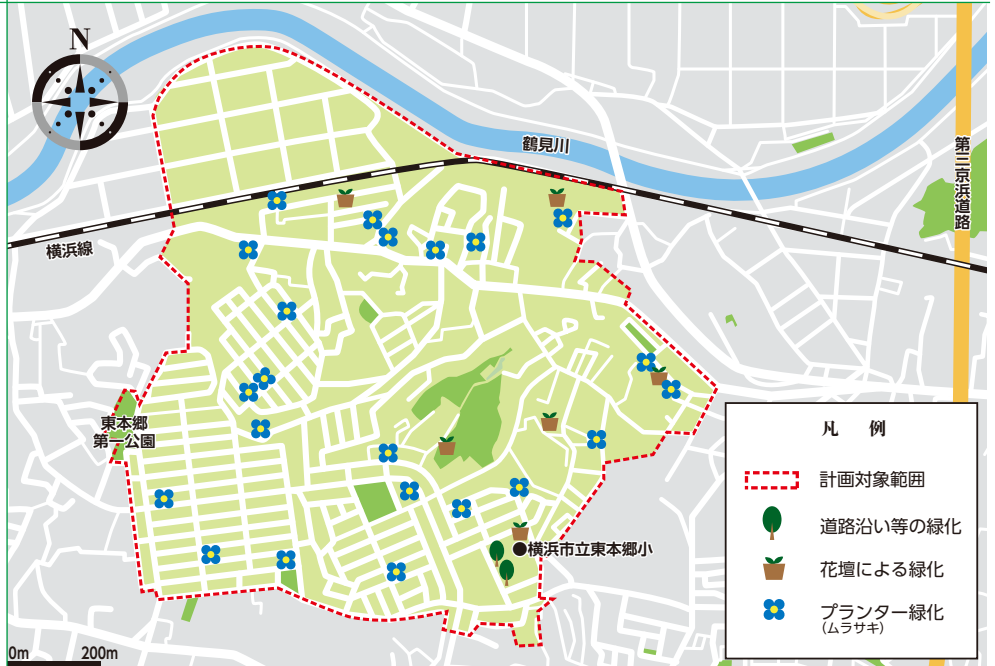 N
鶴見川
第三京浜道路
横浜線
東本郷
第一公園
横浜市立東本郷小
凡 例
計画対象範囲
道路沿い等の緑化
花壇による緑化
プランター緑化
(ムラサキ)
0m 200m